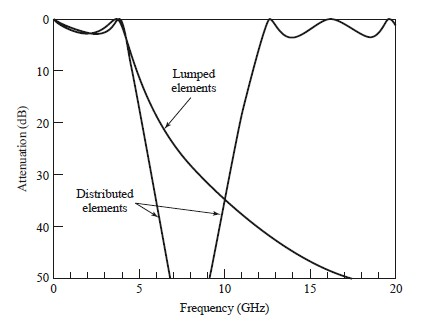 0
10
20
30
40
50
Attenuation (dB)
Lumped
elements
Distributed
elements
0
5
10
15
20
Frequency (GHz)